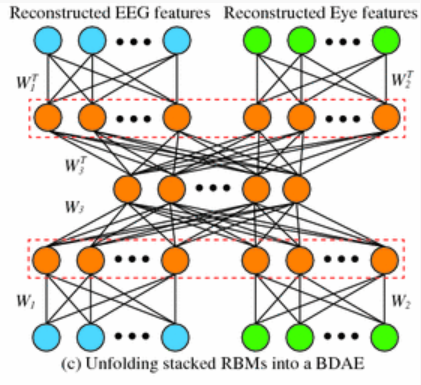 Reconstructed EEG features Reconstructed Eye features
W₁ᵀ W₂ᵀ
W₃ᵀ
W₃
W₁ W₂
(c) Unfolding stacked RBMs into a BDAE